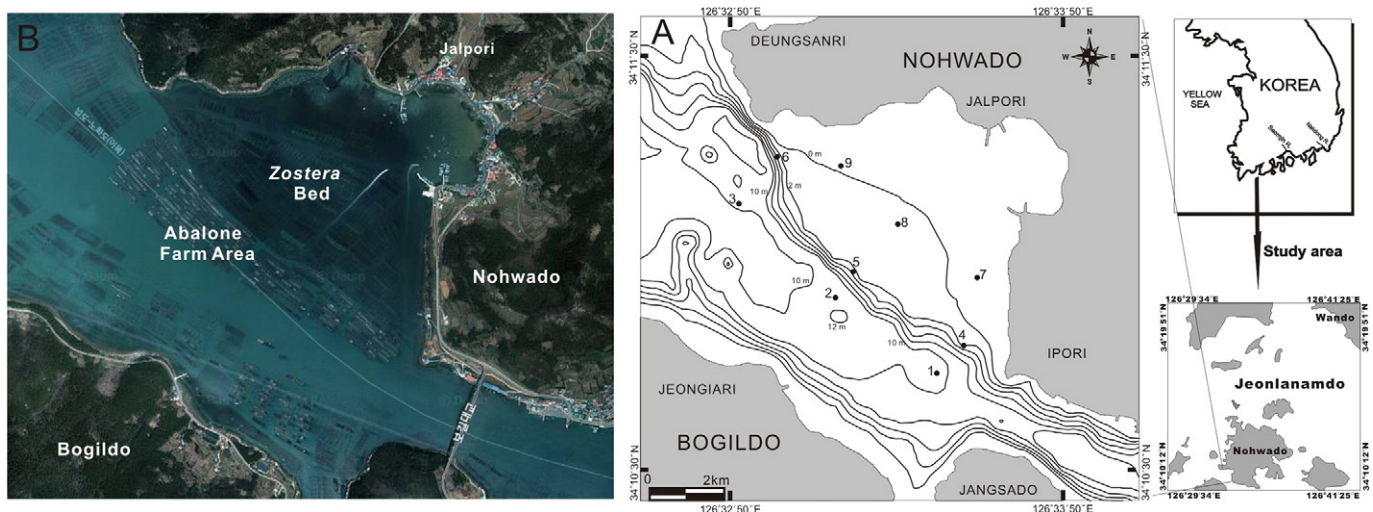 B
Jalpori
Zostera
Bed
Abalone
Farm Area
Nohwado
Bogildo
A
126°32'50"E
126°33'50"E
34°11'30"N
DEUNGSANRI
NOHWADO
JALPORI
N
W
E
S
0 m
6
9
2 m
10 m
3
8
5
7
10 m
2
12 m
4
10 m
1
IPORI
JEONGIARI
BOGILDO
JANGSADO
0
2km
34°10'30"N
34°10'30"N
126°32'50"E
126°33'50"E
YELLOW
SEA
KOREA
Seomjin R.
Nakdong R.
Study area
126°29'34"E
126°41'25"E
34°19'51"N
34°19'51"N
Wando
Jeonlanamdo
Nohwado
34°10'12"N
34°10'12"N
126°29'34"E
126°41'25"E